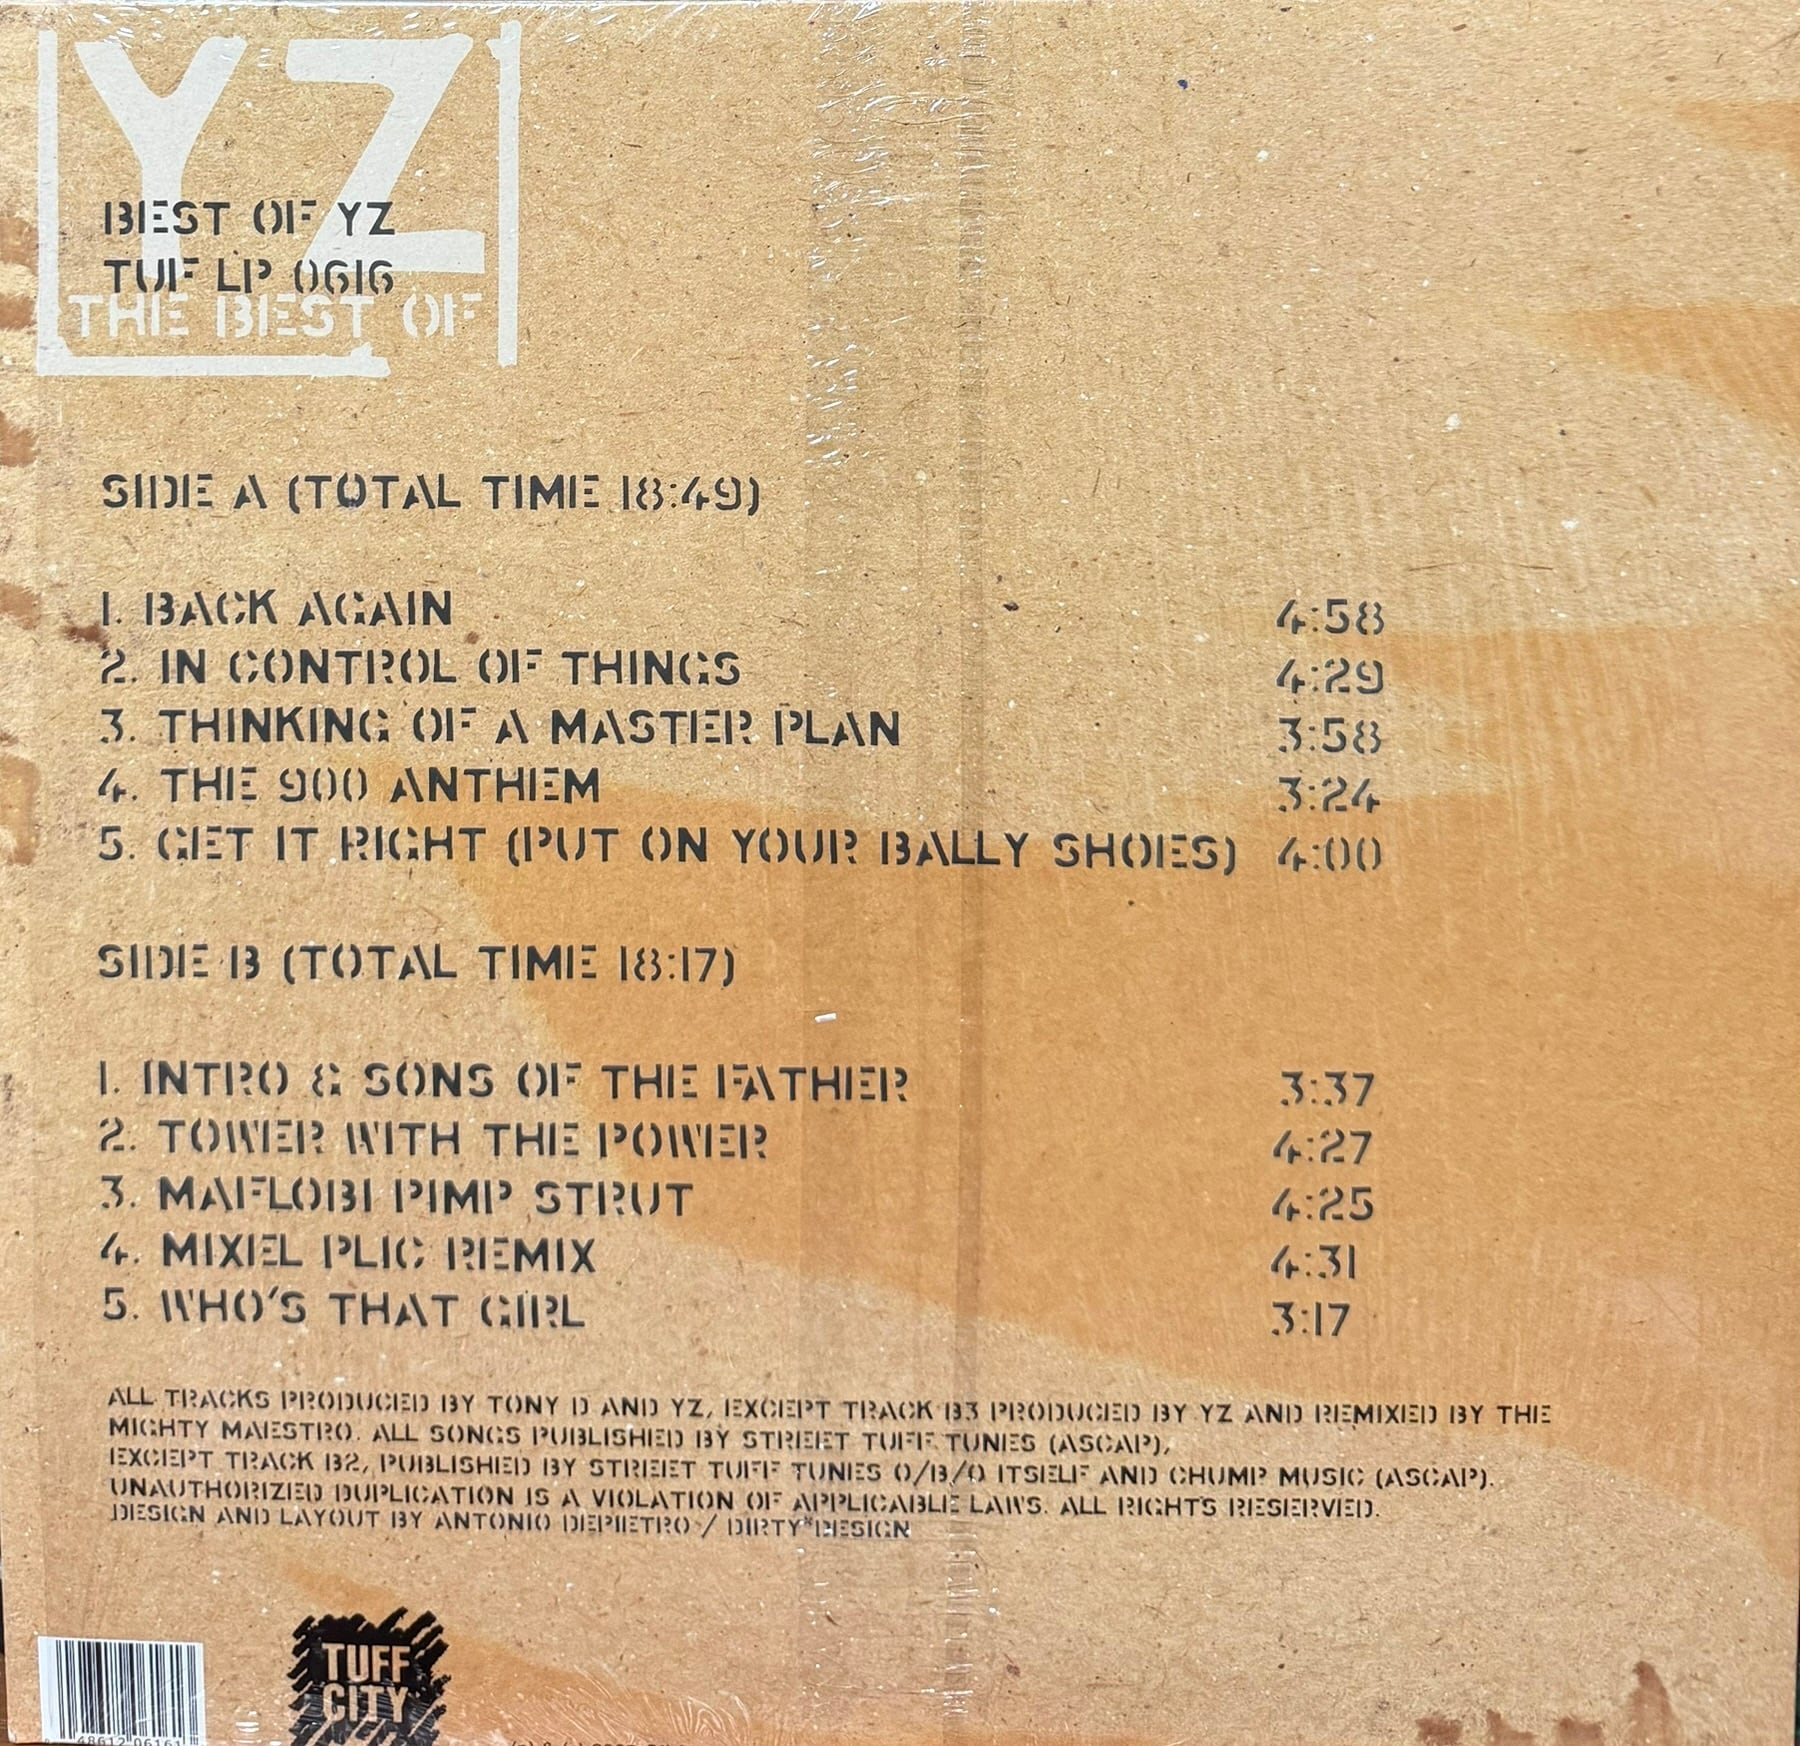 YZ
BEST OF YZ
TUF LP 0616
THE BEST OF
SIDE A (TOTAL TIME 18:49)
1. BACK AGAIN 4:58
2. IN CONTROL OF THINGS 4:29
3. THINKING OF A MASTER PLAN 3:58
4. THE 900 ANTHEM 3:24
5. GET IT RIGHT (PUT ON YOUR BALLY SHOES) 4:00
SIDE B (TOTAL TIME 18:17)
1. INTRO & SONS OF THE FATHER 3:37
2. TOWER WITH THE POWER 4:27
3. MAFLOBI PIMP STRUT 4:25
4. MIXEL PLIC REMIX 4:31
5. WHO'S THAT GIRL 3:17
ALL TRACKS PRODUCED BY TONY D AND YZ, EXCEPT TRACK B3 PRODUCED BY YZ AND REMIXED BY THE
MIGHTY MAESTRO. ALL SONGS PUBLISHED BY STREET TUFF TUNES (ASCAP),
EXCEPT TRACK B2, PUBLISHED BY STREET TUFF TUNES O/B/O ITSELF AND CHUMP MUSIC (ASCAP).
UNAUTHORIZED DUPLICATION IS A VIOLATION OF APPLICABLE LAWS. ALL RIGHTS RESERVED.
DESIGN AND LAYOUT BY ANTONIO DEPIETRO / DIRTY*DESIGN
TUFF
CITY
48612 06161